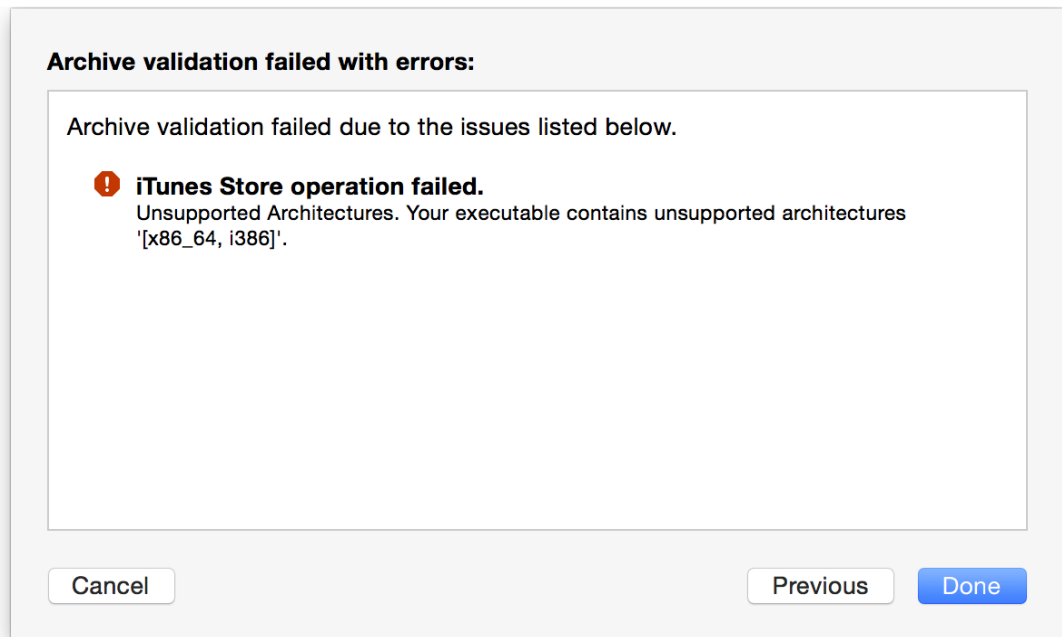 Archive validation failed with errors:
Archive validation failed due to the issues listed below.
iTunes Store operation failed.
Unsupported Architectures. Your executable contains unsupported architectures
'[x86_64, i386]'.
Cancel
Previous
Done